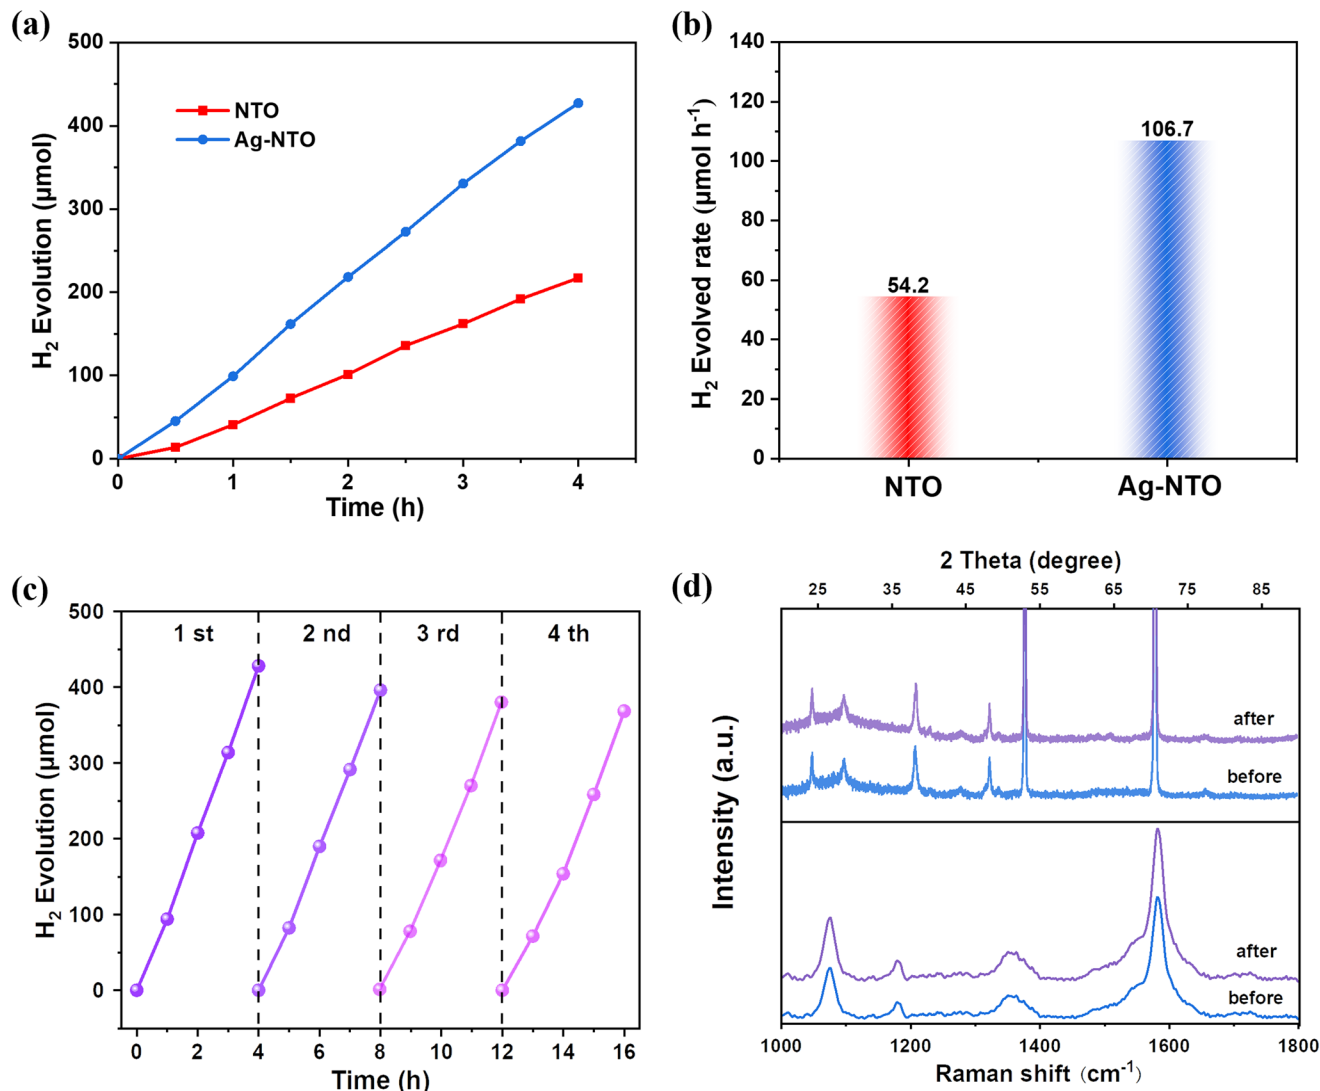 (a)
500
400
300
200
100
0
H₂ Evolution (μmol)
NTO
Ag-NTO
0 1 2 3 4
Time (h)
(b)
140
120
100
80
60
40
20
0
H₂ Evolved rate (μmol h⁻¹)
54.2
106.7
NTO Ag-NTO
(c)
500
400
300
200
100
0
H₂ Evolution (μmol)
1 st 2 nd 3 rd 4 th
0 2 4 6 8 10 12 14 16
Time (h)
(d)
2 Theta (degree)
25 35 45 55 65 75 85
Intensity (a.u.)
after
before
after
before
1000 1200 1400 1600 1800
Raman shift (cm⁻¹)